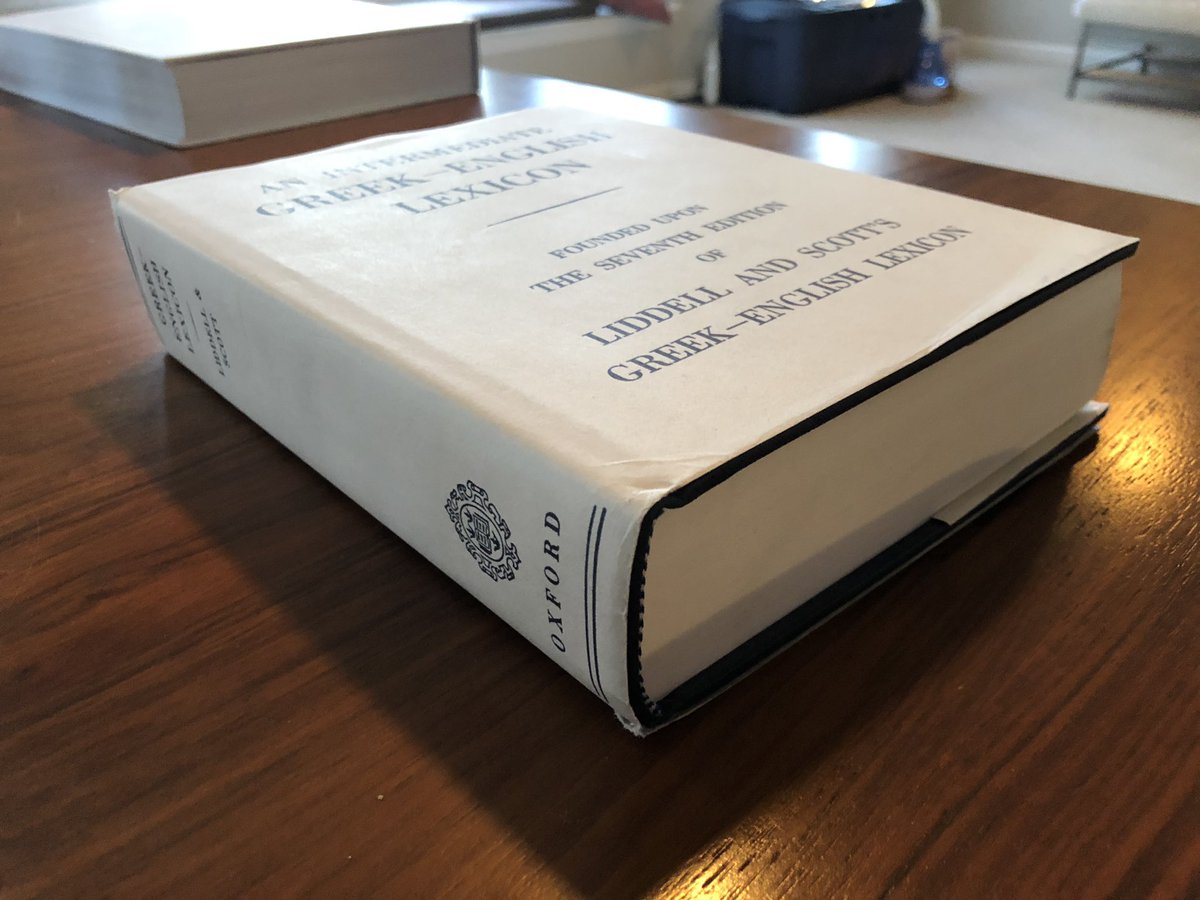 AN INTERMEDIATE
GREEK–ENGLISH
LEXICON
FOUNDED UPON
THE SEVENTH EDITION
OF
LIDDELL AND SCOTT'S
GREEK–ENGLISH LEXICON
GREEK
ENGLISH
LEXICON
LIDDELL
&
SCOTT
OXFORD